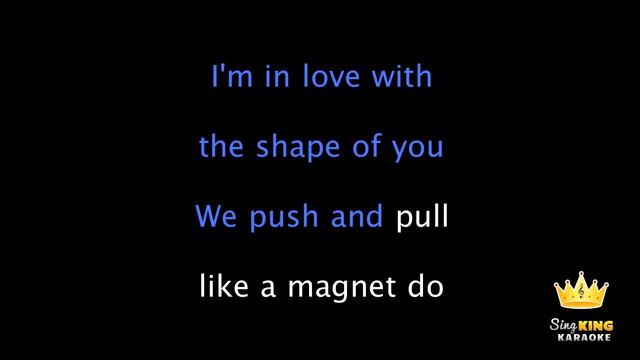 I'm in love with
the shape of you
We push and pull
like a magnet do
Sing KING
KARAOKE